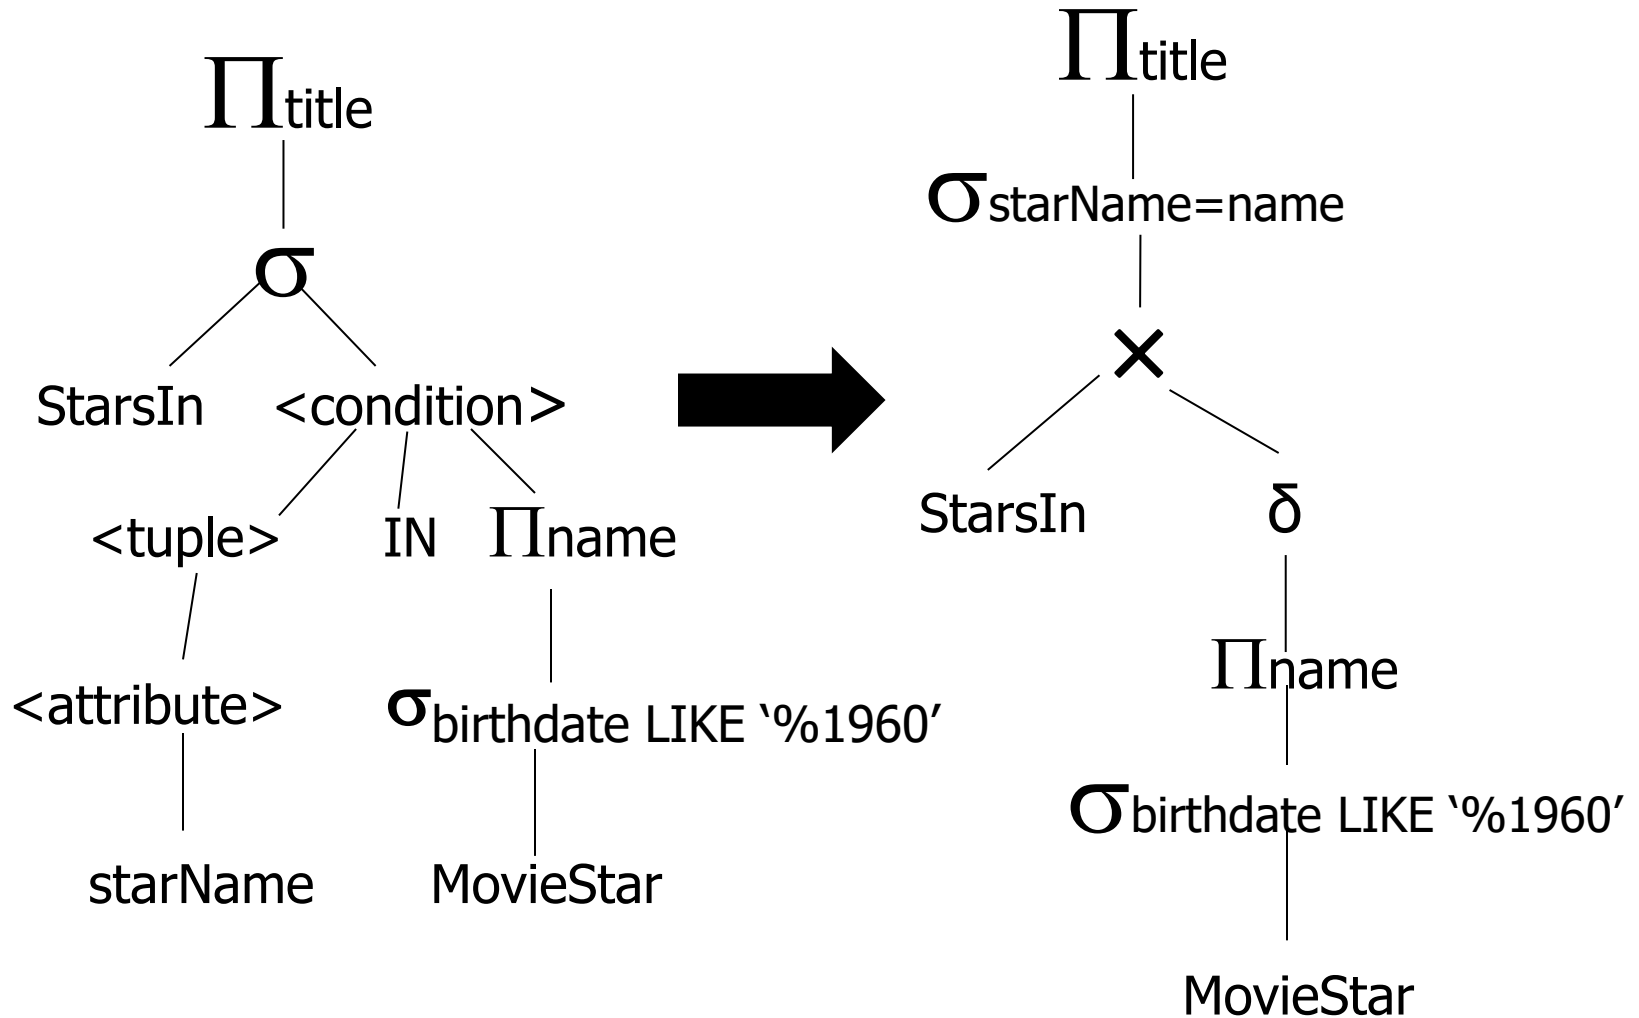 Πtitle
σ
StarsIn <condition>
<tuple> IN Πname
<attribute> σbirthdate LIKE ‘%1960’
starName MovieStar
Πtitle
σstarName=name
×
StarsIn δ
Πname
σbirthdate LIKE ‘%1960’
MovieStar